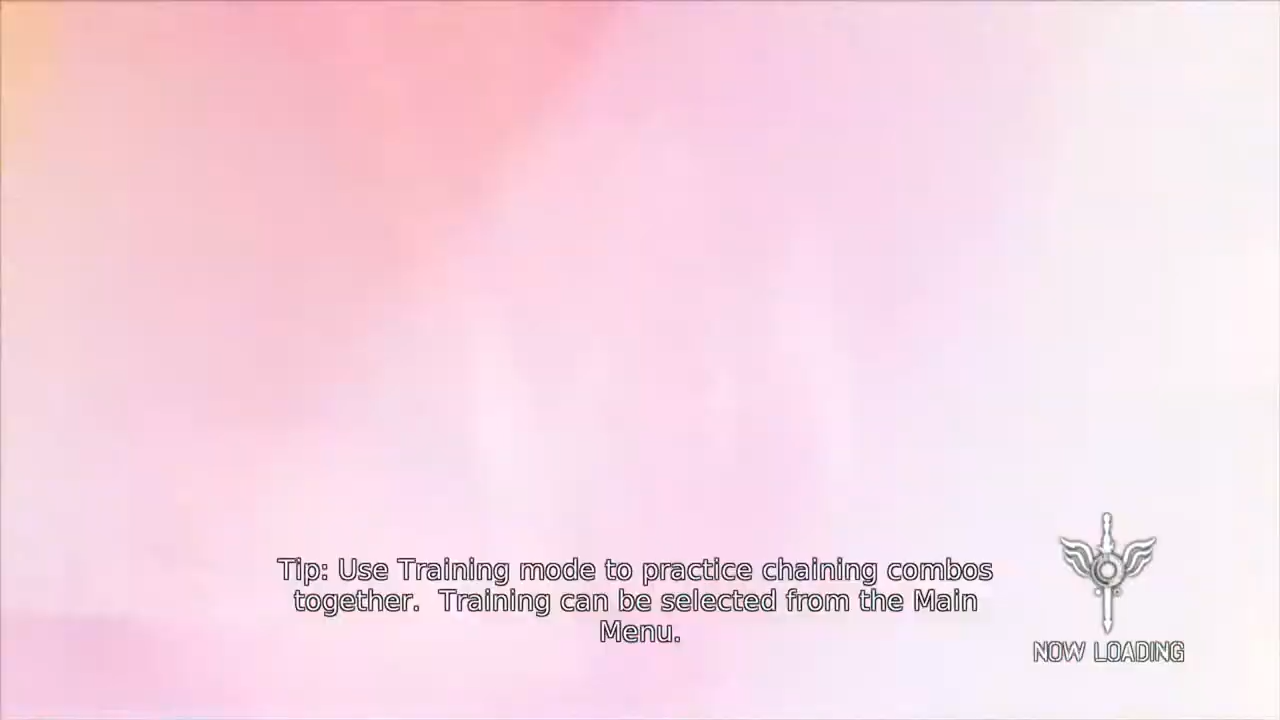 Tip: Use Training mode to practice chaining combos
together.  Training can be selected from the Main
Menu.
NOW LOADING